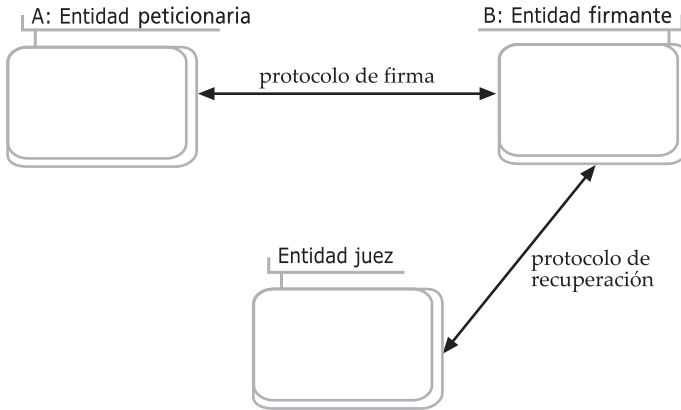 A: Entidad peticionaria
B: Entidad firmante
protocolo de firma
Entidad juez
protocolo de
recuperación